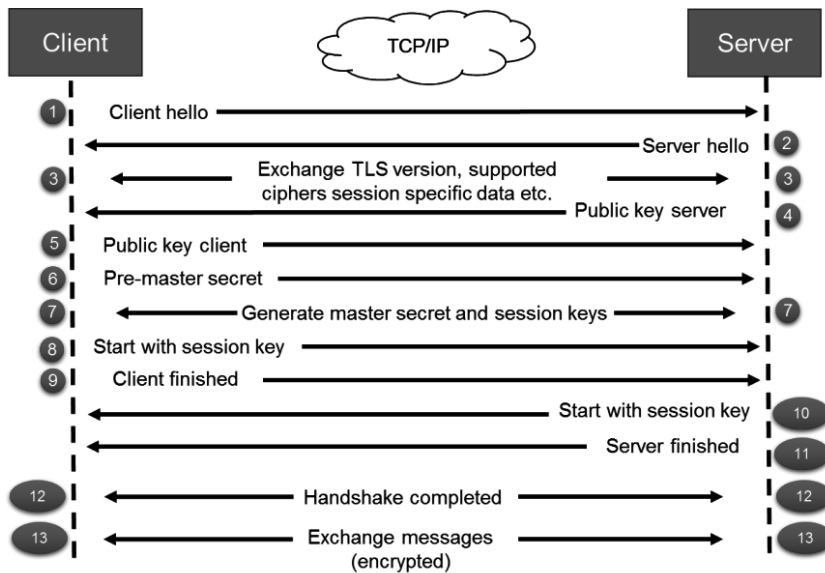 Client
TCP/IP
Server
1
Client hello
Server hello
2
3
Exchange TLS version, supported
ciphers session specific data etc.
3
Public key server
4
5
Public key client
6
Pre-master secret
7
Generate master secret and session keys
7
8
Start with session key
9
Client finished
Start with session key
10
Server finished
11
12
Handshake completed
12
13
Exchange messages
(encrypted)
13